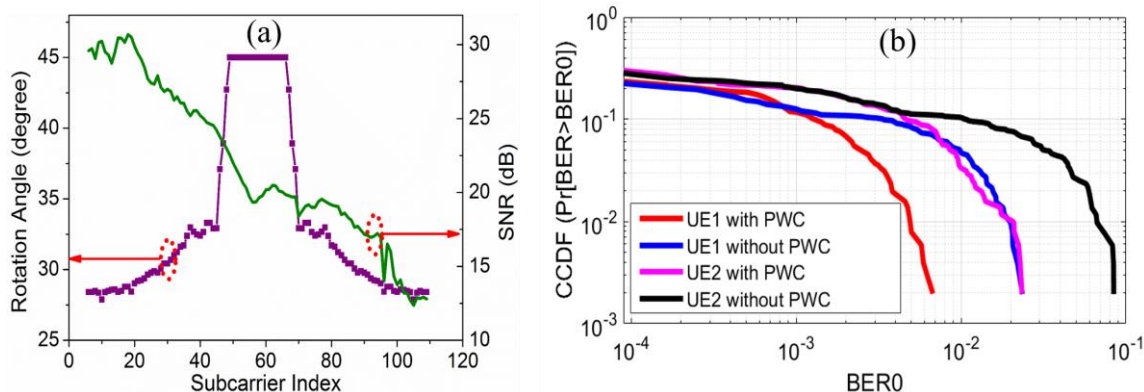 (a)
45
40
35
30
25
Rotation Angle (degree)
30
25
20
15
10
SNR (dB)
0 20 40 60 80 100 120
Subcarrier Index
(b)
10^0
10^-1
10^-2
10^-3
CCDF (Pr[BER>BER0])
UE1 with PWC
UE1 without PWC
UE2 with PWC
UE2 without PWC
10^-4 10^-3 10^-2 10^-1
BER0